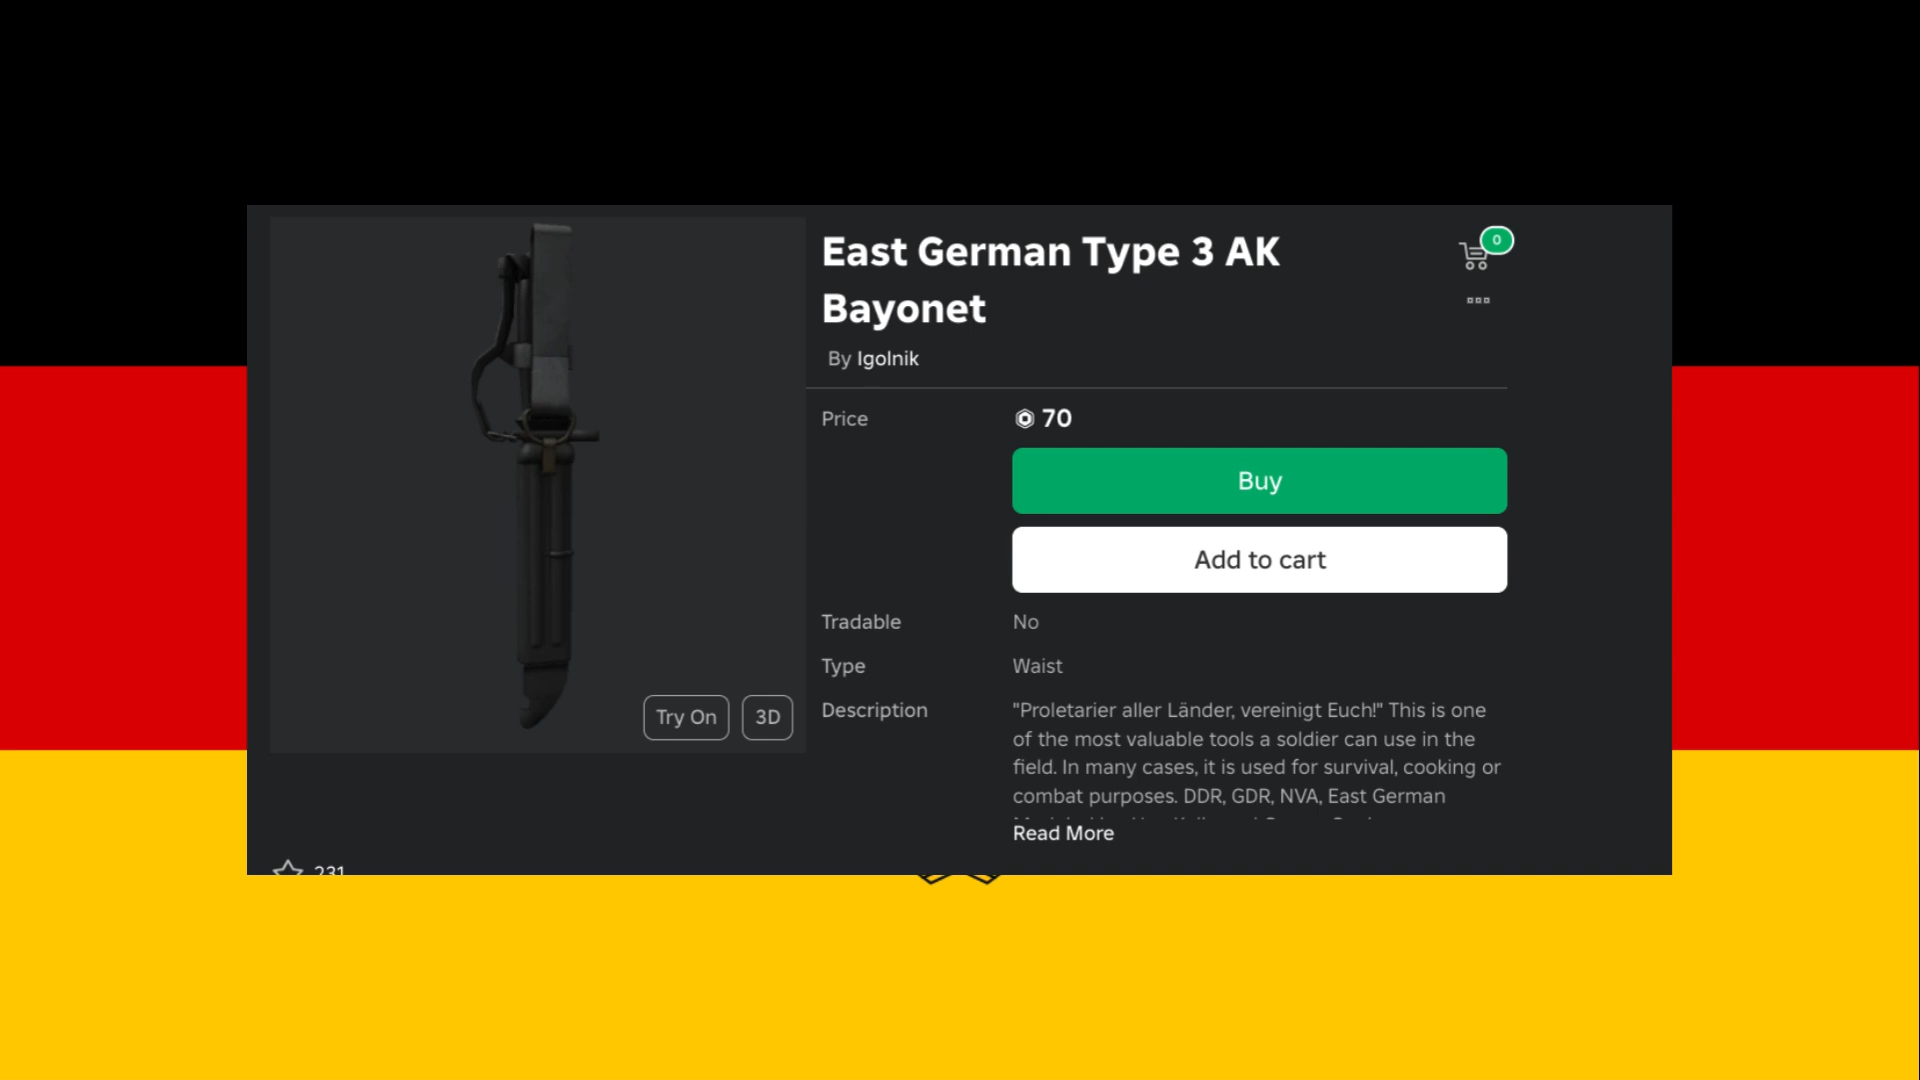 East German Type 3 AK
Bayonet
0
By Igolnik
Price
70
Buy
Add to cart
Tradable
No
Type
Waist
Try On
3D
Description
"Proletarier aller Länder, vereinigt Euch!" This is one
of the most valuable tools a soldier can use in the
field. In many cases, it is used for survival, cooking or
combat purposes. DDR, GDR, NVA, East German
Read More
231